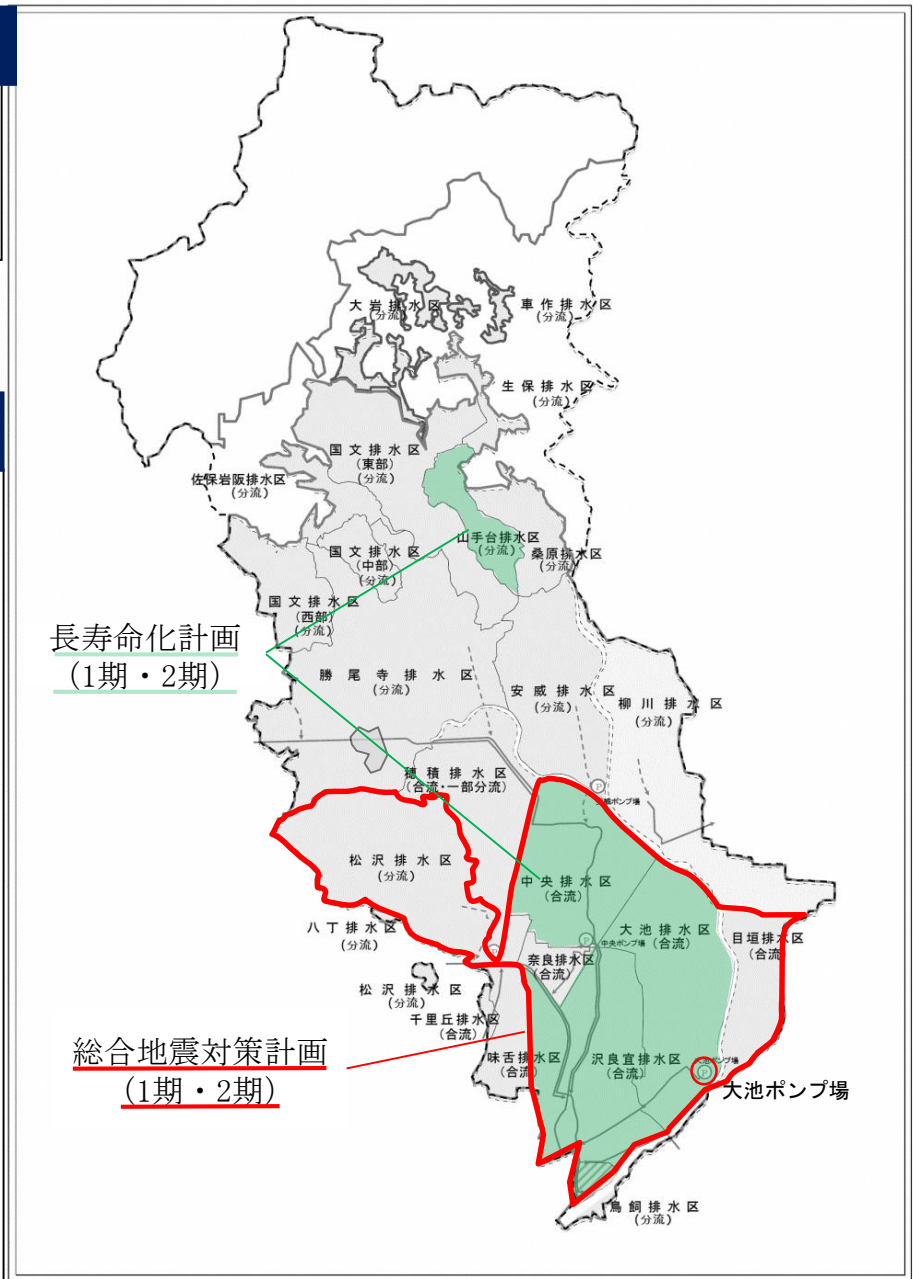 大岩排水区
(分流)
車作排水区
(分流)
生保排水区
(分流)
国文排水区
(東部)
(分流)
佐保岩阪排水区
(分流)
山手台排水区
(分流)
桑原排水区
(分流)
国文排水区
(中部)
(分流)
国文排水区
(西部)
(分流)
長寿命化計画
(1期・2期)
勝尾寺排水区
(分流)
安威排水区
(分流)
柳川排水区
(分流)
穂積排水区
(合流・一部分流)
P
ポンプ場
松沢排水区
(分流)
中央排水区
(合流)
八丁排水区
(分流)
大池排水区
(合流)
目垣排水区
(合流)
P
中央ポンプ場
奈良排水区
(合流)
松沢排水区
(分流)
千里丘排水区
(合流)
味舌排水区
(合流)
沢良宜排水区
(合流)
総合地震対策計画
(1期・2期)
ポンプ場
P
大池ポンプ場
鳥飼排水区
(分流)